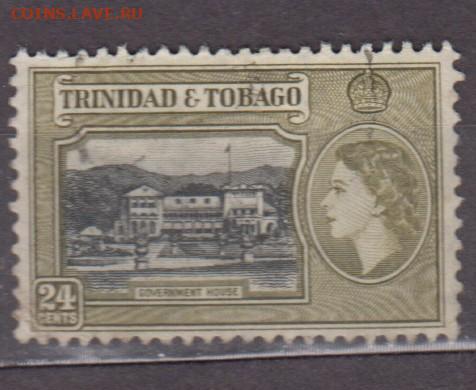 COINS.LAVE.RU
TRINIDAD & TOBAGO
GOVERNMENT HOUSE
24
CENTS